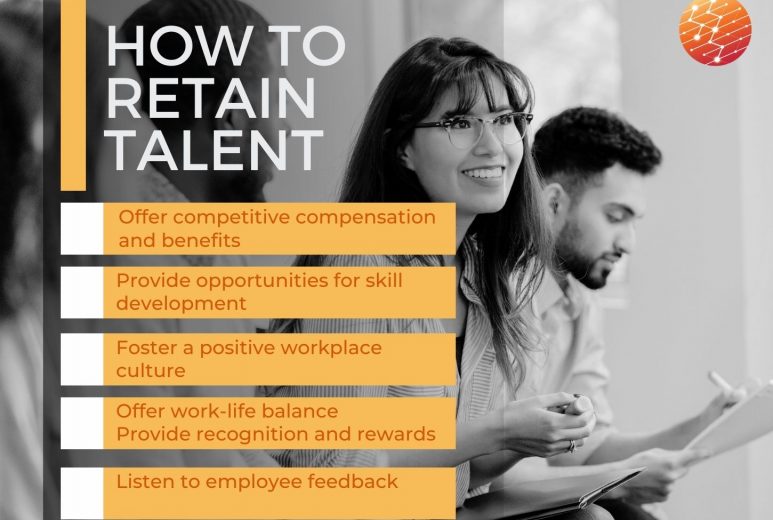 HOW TO
RETAIN
TALENT
Offer competitive compensation
and benefits
Provide opportunities for skill
development
Foster a positive workplace
culture
Offer work-life balance
Provide recognition and rewards
Listen to employee feedback